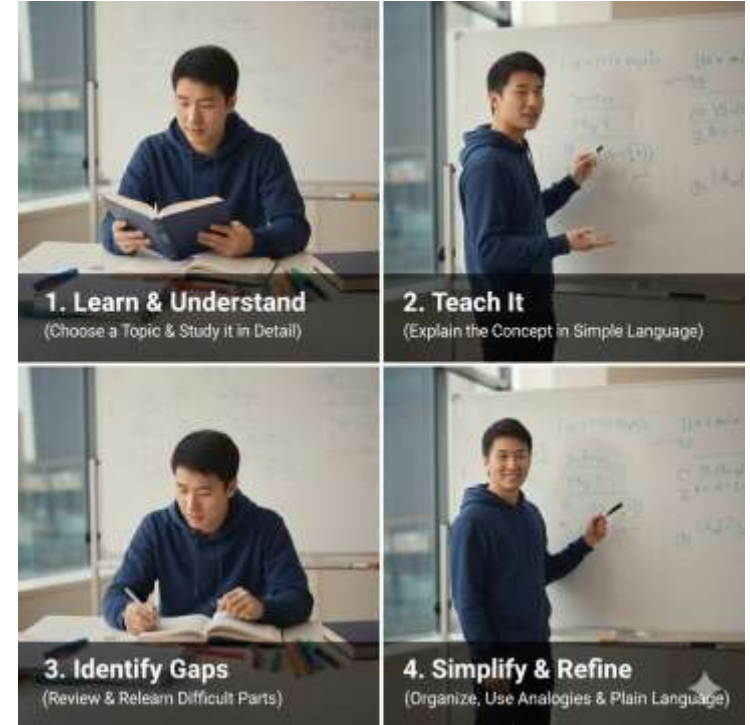 1. Learn & Understand
(Choose a Topic & Study it in Detail)
2. Teach It
(Explain the Concept in Simple Language)
3. Identify Gaps
(Review & Relearn Difficult Parts)
4. Simplify & Refine
(Organize, Use Analogies & Plain Language)